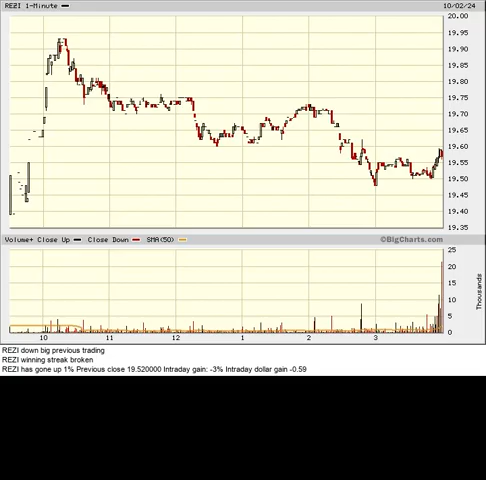 REZI 1-Minute 10/02/24
20.00
19.95
19.90
19.85
19.80
19.75
19.70
19.65
19.60
19.55
19.50
19.45
19.40
19.35
Volume+ Close Up Close Down SMA(50) ©BigCharts.com
25
20
15
10
5
0
Thousands
10 11 12 1 2 3
REZI down big previous trading
REZI winning streak broken
REZI has gone up 1% Previous close 19.520000 Intraday gain: -3% Intraday dollar gain -0.59